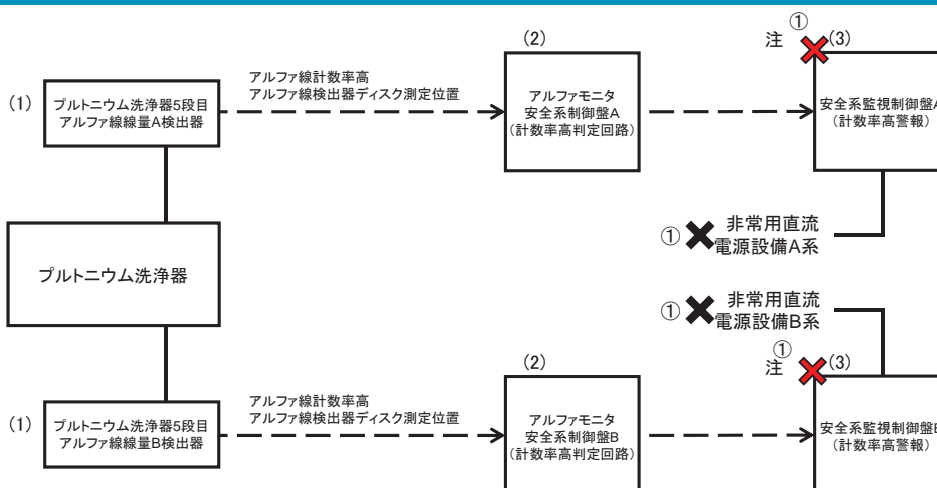 (2)
①
注
(3)
(1)
プルトニウム洗浄器5段目
アルファ線線量A検出器
アルファ線計数率高
アルファ線検出器ディスク測定位置
アルファモニタ
安全系制御盤A
(計数率高判定回路)
安全系監視制御盤A
(計数率高警報)
①
非常用直流
電源設備A系
プルトニウム洗浄器
①
非常用直流
電源設備B系
(2)
①
注
(3)
(1)
プルトニウム洗浄器5段目
アルファ線線量B検出器
アルファ線計数率高
アルファ線検出器ディスク測定位置
アルファモニタ
安全系制御盤B
(計数率高判定回路)
安全系監視制御盤B
(計数率高警報)